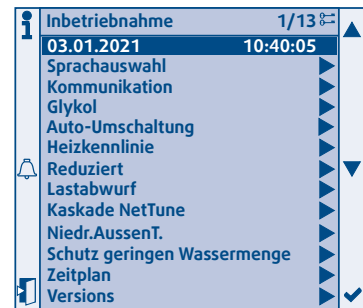 Inbetriebnahme 1/13
03.01.2021 10:40:05
Sprachauswahl
Kommunikation
Glykol
Auto-Umschaltung
Heizkennlinie
Reduziert
Lastabwurf
Kaskade NetTune
Niedr.AussenT.
Schutz geringen Wassermenge
Zeitplan
Versions